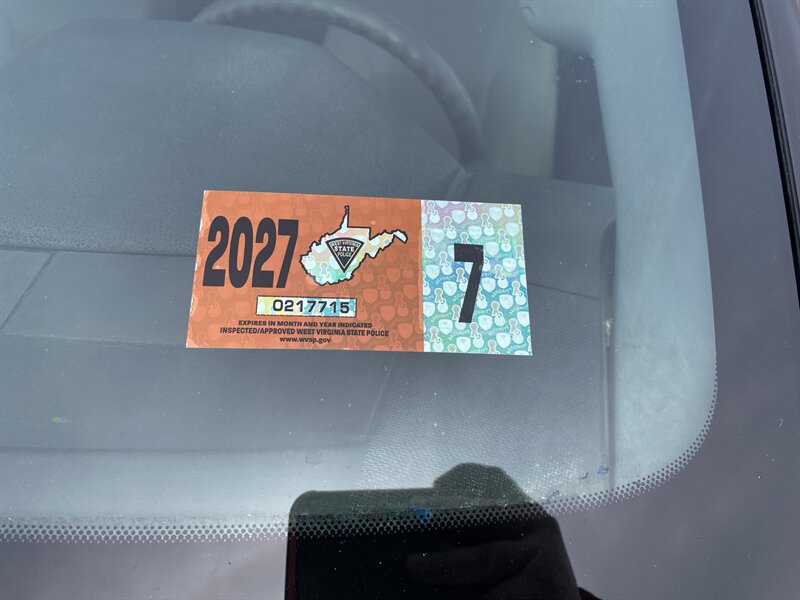 2027
WEST VIRGINIA
STATE
POLICE
7
0217715
EXPIRES IN MONTH AND YEAR INDICATED
INSPECTED/APPROVED WEST VIRGINIA STATE POLICE
www.wvsp.gov